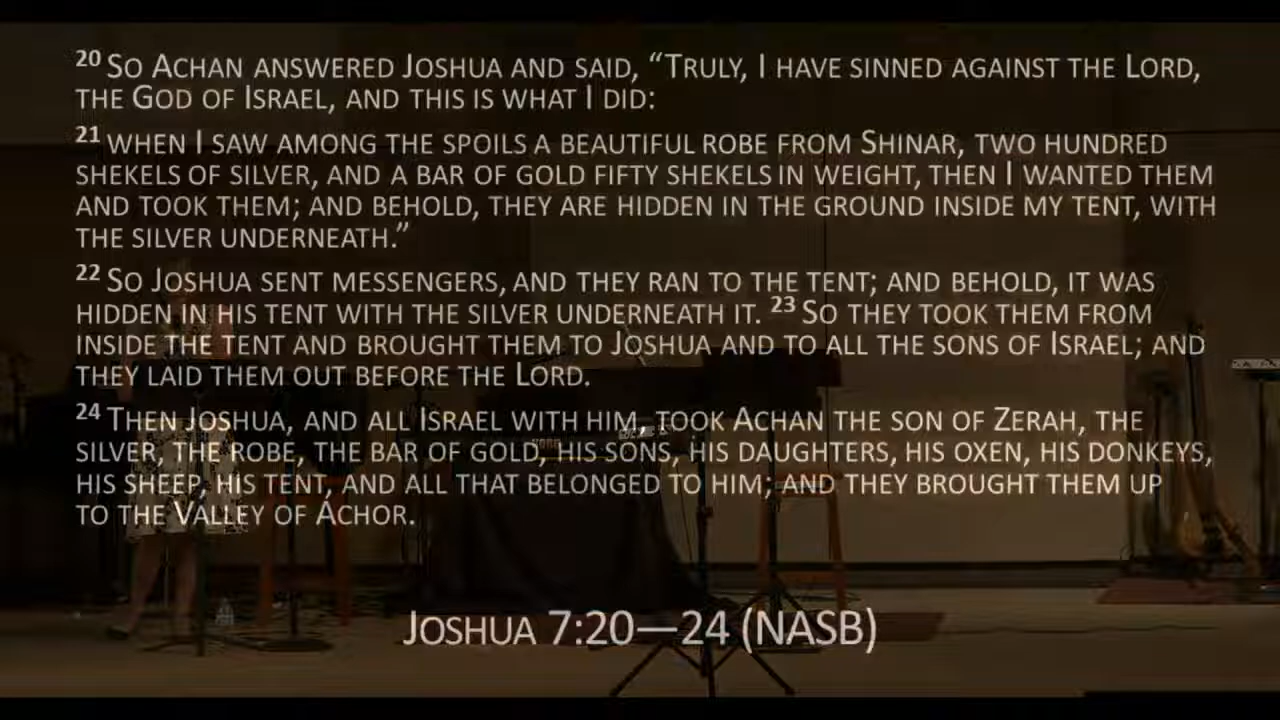 20 So Achan answered Joshua and said, “Truly, I have sinned against the Lord,
the God of Israel, and this is what I did:
21 when I saw among the spoils a beautiful robe from Shinar, two hundred
shekels of silver, and a bar of gold fifty shekels in weight, then I wanted them
and took them; and behold, they are hidden in the ground inside my tent, with
the silver underneath.”
22 So Joshua sent messengers, and they ran to the tent; and behold, it was
hidden in his tent with the silver underneath it. 23 So they took them from
inside the tent and brought them to Joshua and to all the sons of Israel; and
they laid them out before the Lord.
24 Then Joshua, and all Israel with him, took Achan the son of Zerah, the
silver, the robe, the bar of gold, his sons, his daughters, his oxen, his donkeys,
his sheep, his tent, and all that belonged to him; and they brought them up
to the Valley of Achor.
Joshua 7:20—24 (NASB)